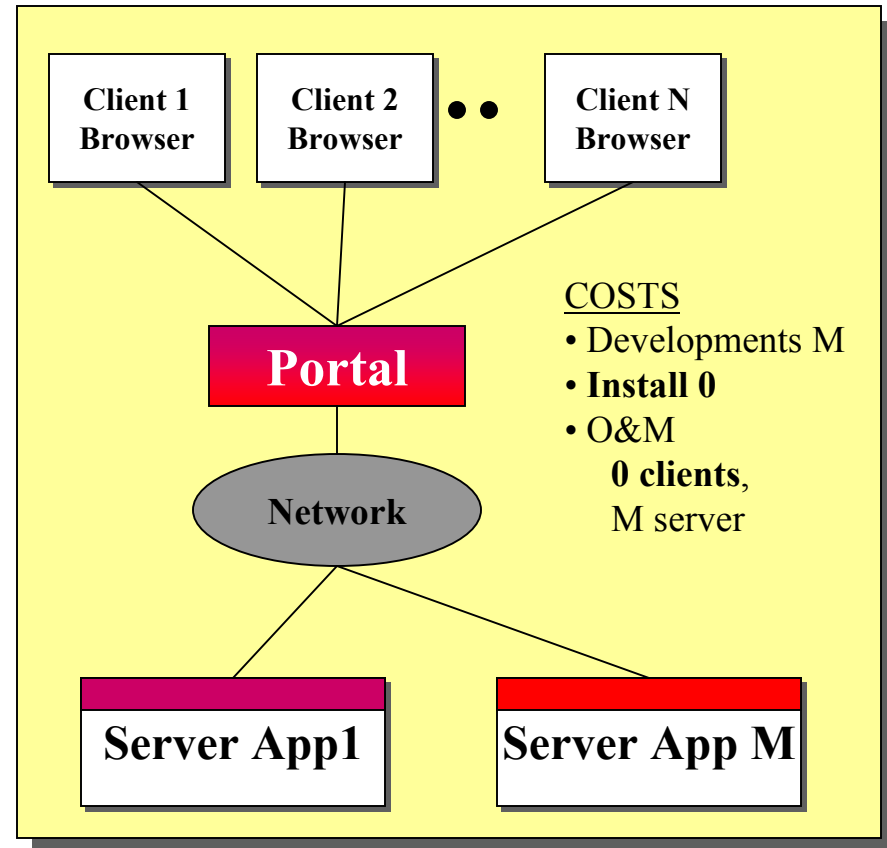 Client 1
Browser
Client 2
Browser
Client N
Browser
Portal
COSTS
• Developments M
• Install 0
• O&M
0 clients,
M server
Network
Server App1
Server App M